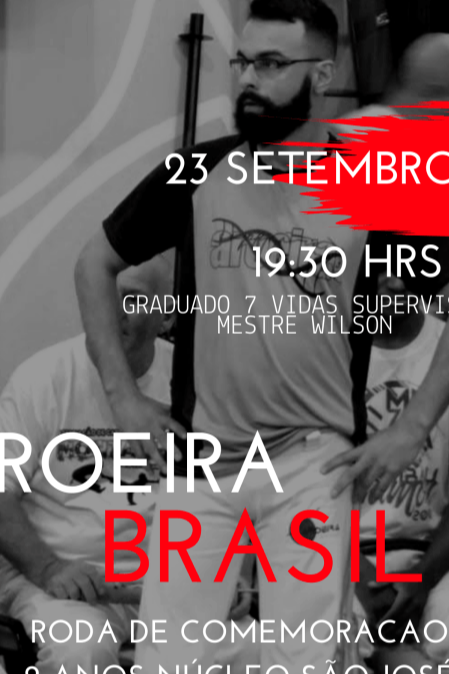 23 SETEMBRO
19:30 HRS
GRADUADO 7 VIDAS SUPERVIS
MESTRE WILSON
ROEIRA
BRASIL
RODA DE COMEMORACAO
ANOS NÚCLEO SÃO JOSÉ